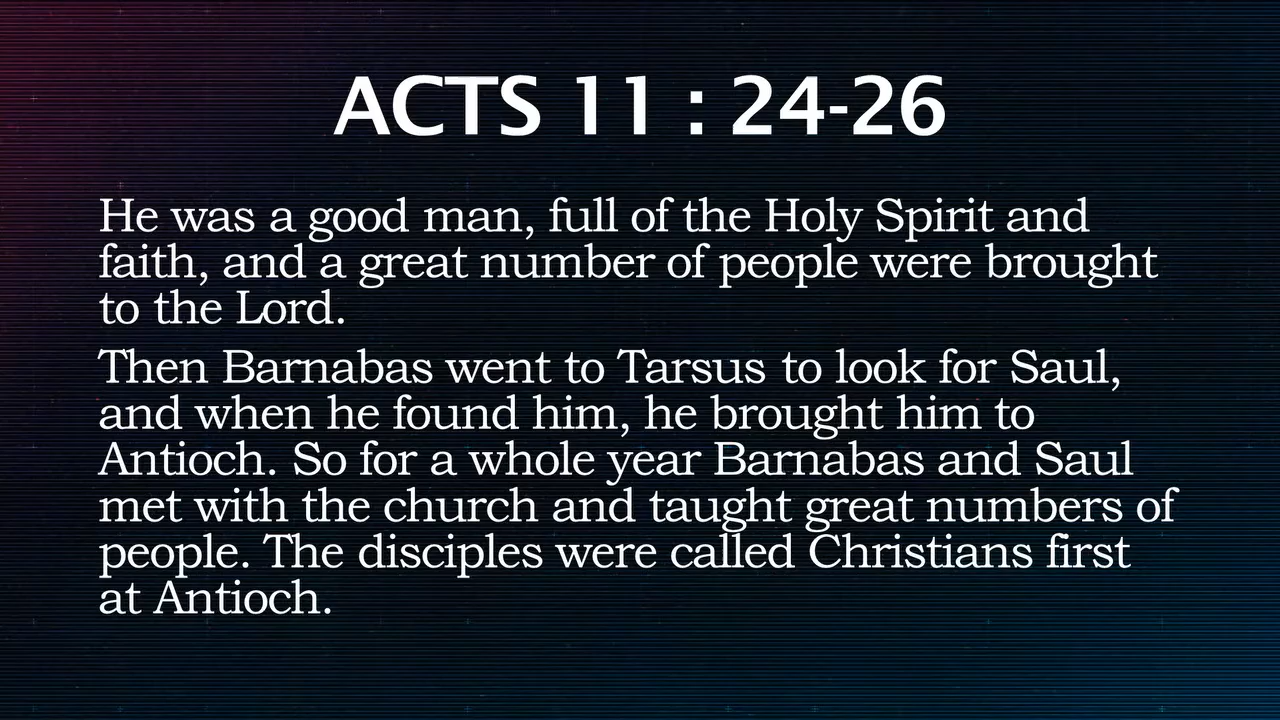 ACTS 11 : 24-26
He was a good man, full of the Holy Spirit and
faith, and a great number of people were brought
to the Lord.
Then Barnabas went to Tarsus to look for Saul,
and when he found him, he brought him to
Antioch. So for a whole year Barnabas and Saul
met with the church and taught great numbers of
people. The disciples were called Christians first
at Antioch.